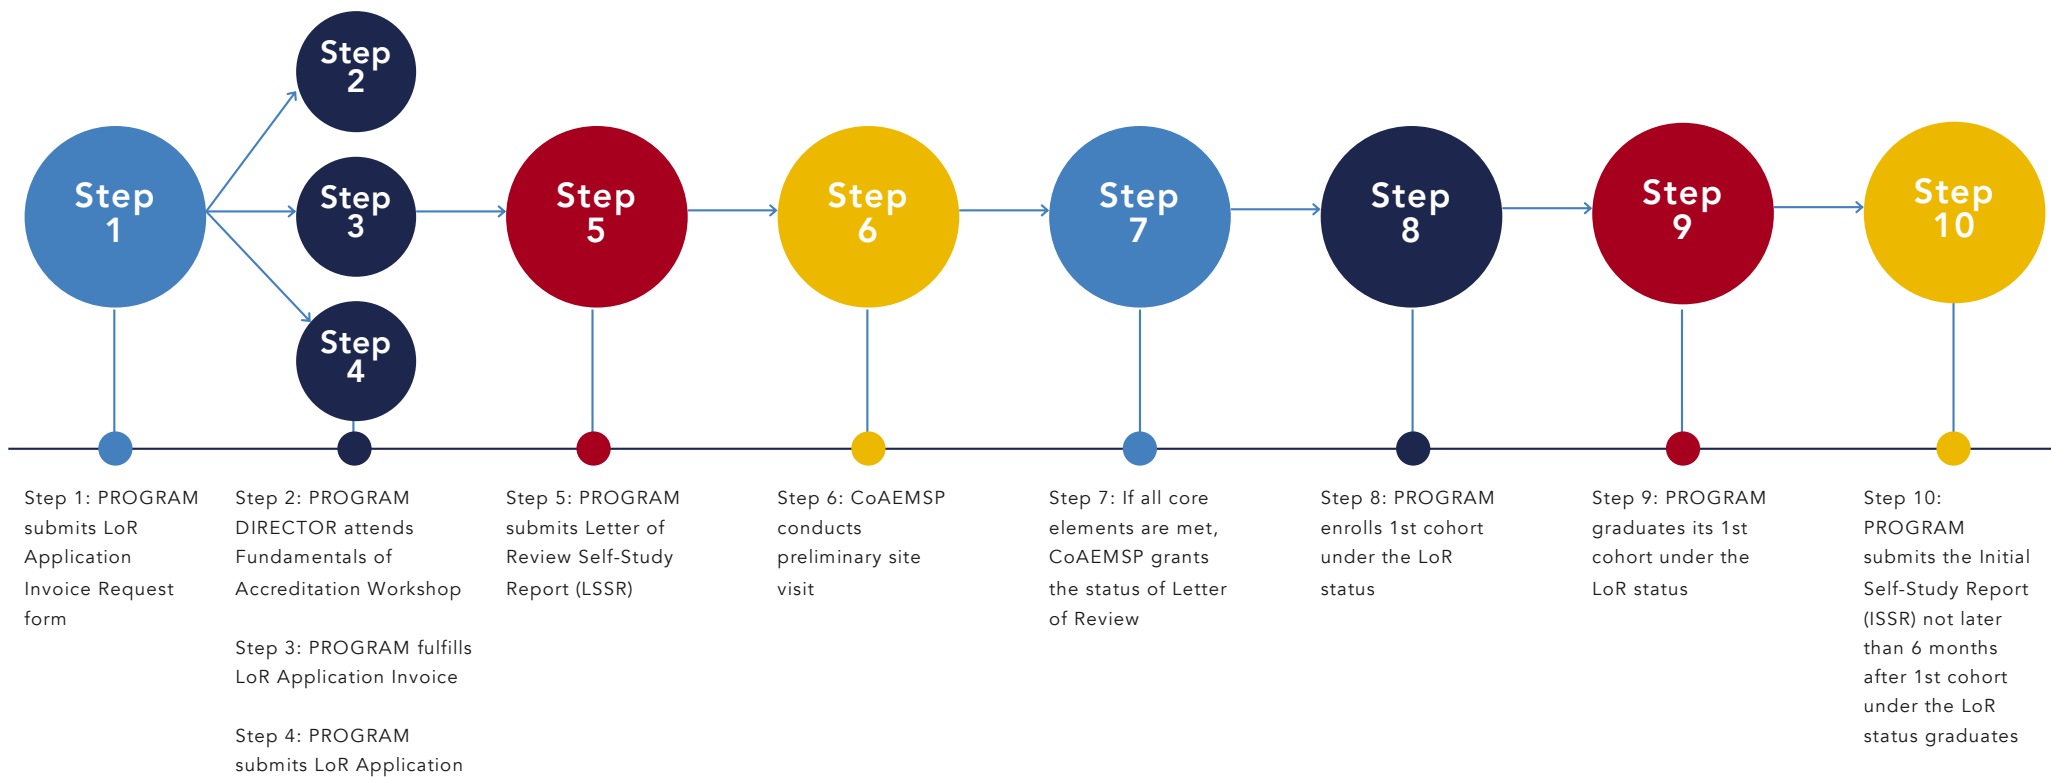 Step
1
Step
2
Step
3
Step
4
Step
5
Step
6
Step
7
Step
8
Step
9
Step
10
Step 1: PROGRAM
submits LoR
Application
Invoice Request
form
Step 2: PROGRAM
DIRECTOR attends
Fundamentals of
Accreditation Workshop
Step 3: PROGRAM fulfills
LoR Application Invoice
Step 4: PROGRAM
submits LoR Application
Step 5: PROGRAM
submits Letter of
Review Self-Study
Report (LSSR)
Step 6: CoAEMSP
conducts
preliminary site
visit
Step 7: If all core
elements are met,
CoAEMSP grants
the status of Letter
of Review
Step 8: PROGRAM
enrolls 1st cohort
under the LoR
status
Step 9: PROGRAM
graduates its 1st
cohort under the
LoR status
Step 10:
PROGRAM
submits the Initial
Self-Study Report
(ISSR) not later
than 6 months
after 1st cohort
under the LoR
status graduates